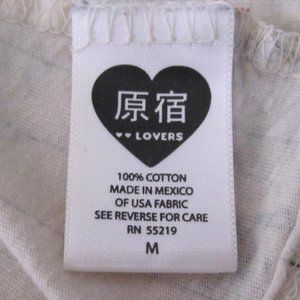 原宿
♥♥ LOVERS
100% COTTON
MADE IN MEXICO
OF USA FABRIC
SEE REVERSE FOR CARE
RN 55219
M